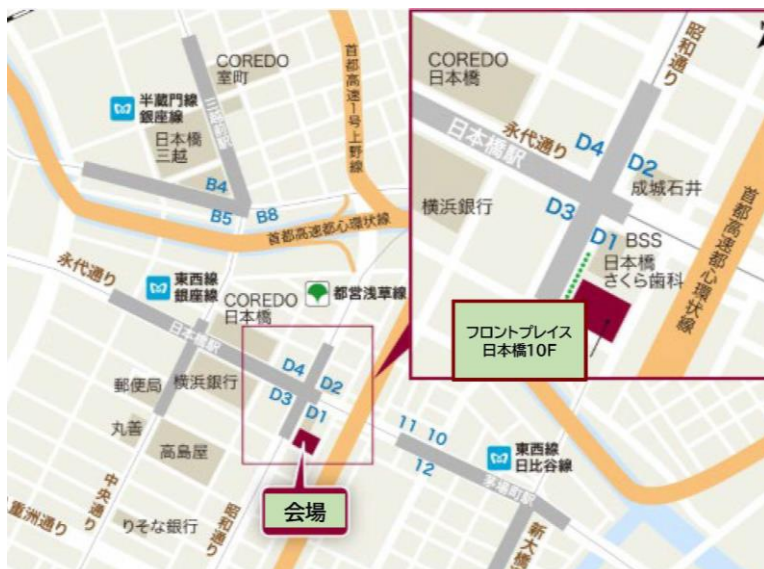 COREDO
室町
半蔵門線
銀座線
三越前駅
日本橋
三越
首都高速1号上野線
B4
B5
B8
首都高速都心環状線
永代通り
東西線
銀座線
COREDO
日本橋
都営浅草線
日本橋駅
郵便局
横浜銀行
D4
D2
D3
D1
丸善
高島屋
会場
中央通り
昭和通り
八重洲通り
りそな銀行
11 10
12
東西線
日比谷線
茅場町駅
新大橋
COREDO
日本橋
昭和通り
日本橋駅
永代通り
D4
D2
成城石井
横浜銀行
D3
D1
BSS
日本橋
さくら歯科
首都高速都心環状線
フロントプレイス
日本橋10F